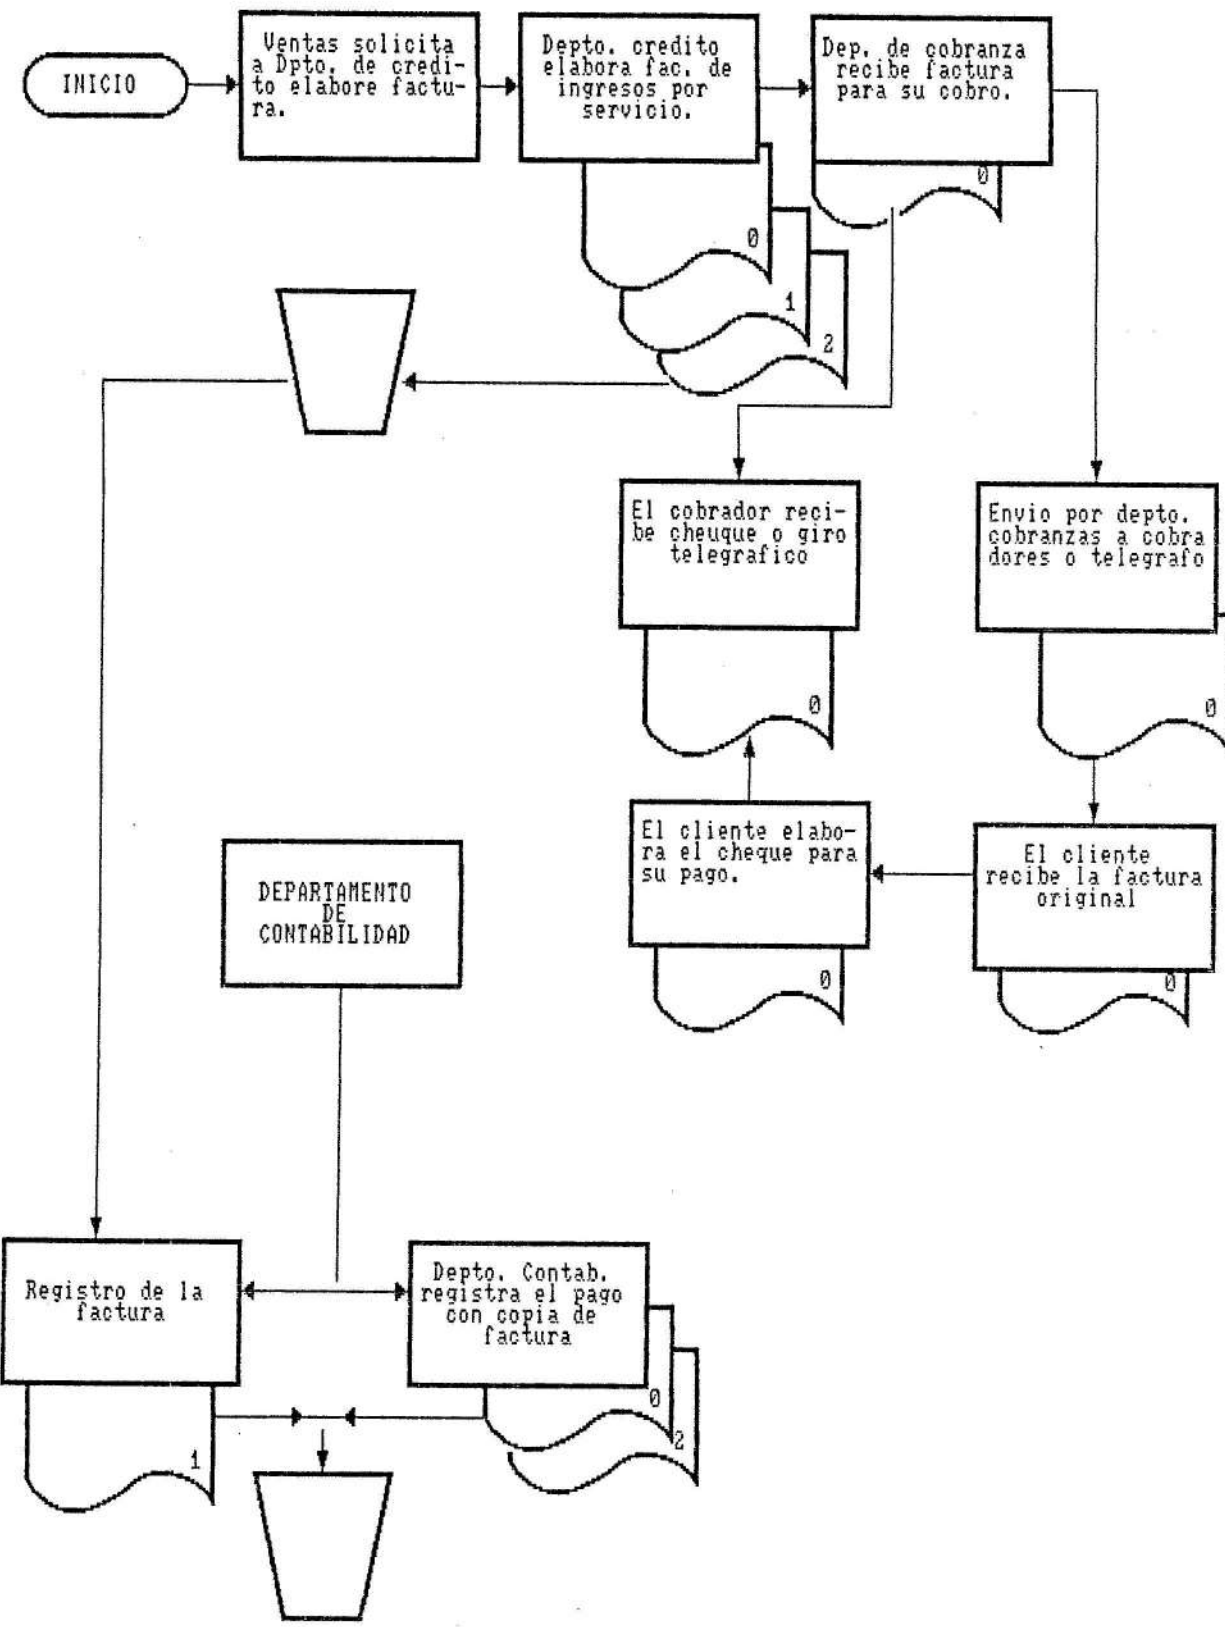 INICIO
Ventas solicita
a Dpto. de credi-
to elabore factu-
ra.
Depto. credito
elabora fac. de
ingresos por
servicio.
Dep. de cobranza
recibe factura
para su cobro.
0
0
1
2
El cobrador reci-
be cheuque o giro
telegrafico
0
Envio por depto.
cobranzas a cobra
dores o telegrafo
0
El cliente elabo-
ra el cheque para
su pago.
0
El cliente
recibe la factura
original
0
DEPARTAMENTO
DE
CONTABILIDAD
Registro de la
factura
1
Depto. Contab.
registra el pago
con copia de
factura
0
2